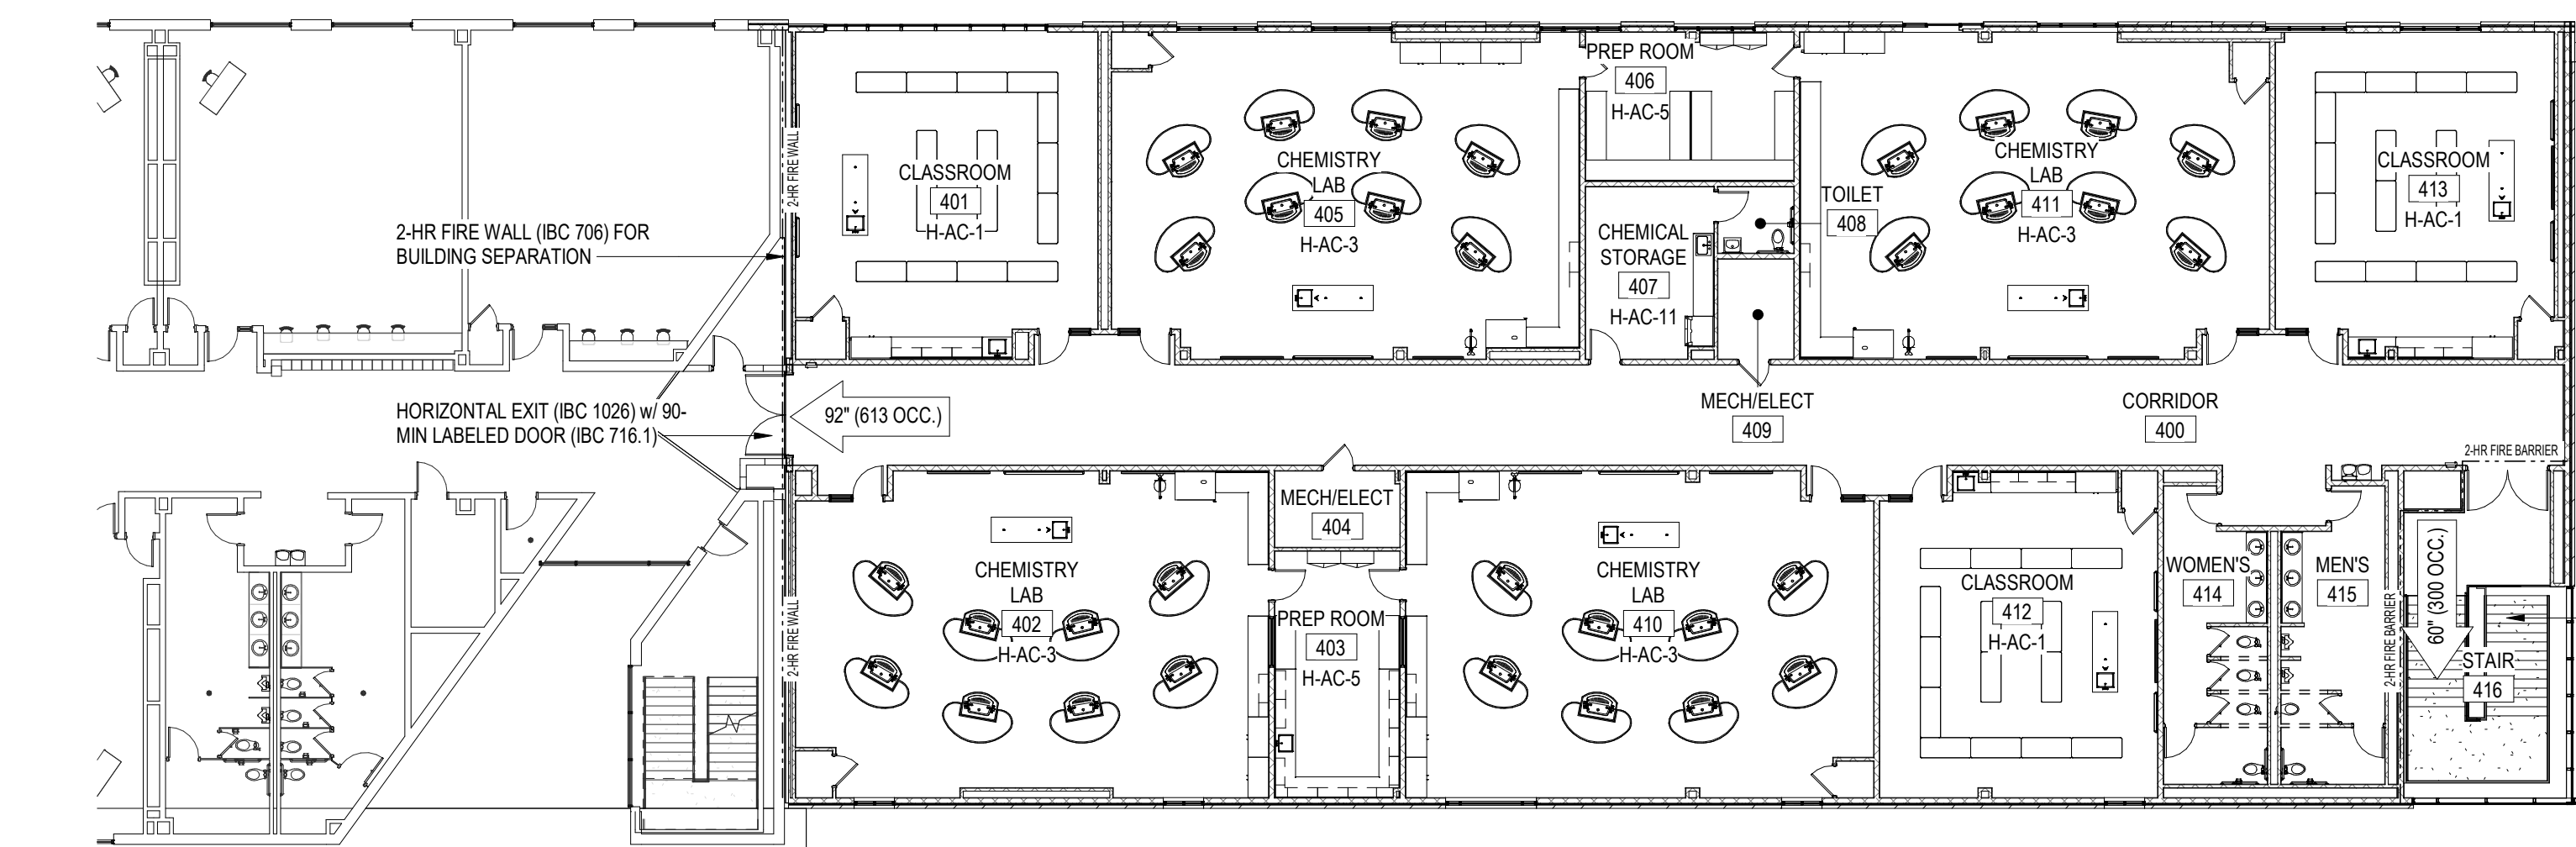 PREP ROOM
406
H-AC-5
2-HR FIRE WALL
CLASSROOM
401
H-AC-1
CHEMISTRY
LAB
405
H-AC-3
CHEMISTRY
LAB
411
H-AC-3
CLASSROOM
413
H-AC-1
TOILET
408
2-HR FIRE WALL (IBC 706) FOR
BUILDING SEPARATION
CHEMICAL
STORAGE
407
H-AC-11
HORIZONTAL EXIT (IBC 1026) w/ 90-
MIN LABELED DOOR (IBC 716.1)
92" (613 OCC.)
MECH/ELECT
409
CORRIDOR
400
2-HR FIRE BARRIER
MECH/ELECT
404
CHEMISTRY
LAB
402
H-AC-3
PREP ROOM
403
H-AC-5
CHEMISTRY
LAB
410
H-AC-3
CLASSROOM
412
H-AC-1
WOMEN'S
414
MEN'S
415
2-HR FIRE WALL
2-HR FIRE BARRIER
60" (300 OCC.)
STAIR
416